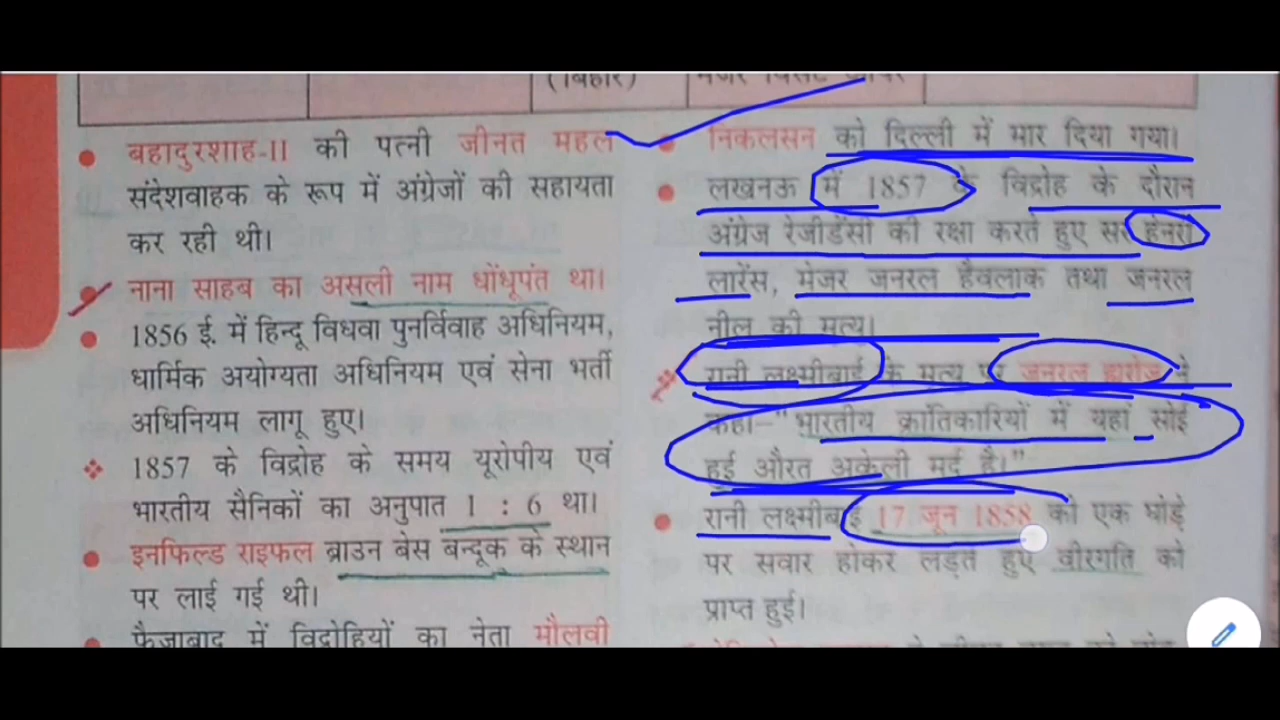 (बिहार)
मेजर विंसेट आयर
बहादुरशाह-II की पत्नी जीनत महल
संदेशवाहक के रूप में अंग्रेजों की सहायता
कर रही थी।
नाना साहब का असली नाम धोंधूपंत था।
1856 ई. में हिन्दू विधवा पुनर्विवाह अधिनियम,
धार्मिक अयोग्यता अधिनियम एवं सेना भर्ती
अधिनियम लागू हुए।
1857 के विद्रोह के समय यूरोपीय एवं
भारतीय सैनिकों का अनुपात 1 : 6 था।
इनफिल्ड राइफल ब्राउन बेस बन्दूक के स्थान
पर लाई गई थी।
फैजाबाद में विद्रोहियों का नेता मौलवी
निकलसन को दिल्ली में मार दिया गया।
लखनऊ में 1857 के विद्रोह के दौरान
अंग्रेज रेजीडेंसी की रक्षा करते हुए सर हेनरी
लारेंस, मेजर जनरल हैवलाक तथा जनरल
नील की मृत्यु।
रानी लक्ष्मीबाई के मृत्यु पर जनरल ह्यूरोज ने
कहा-"भारतीय क्रांतिकारियों में यहां सोई
हुई औरत अकेली मर्द है।"
रानी लक्ष्मीबाई 17 जून 1858 को एक घोड़े
पर सवार होकर लड़ते हुए वीरगति को
प्राप्त हुई।